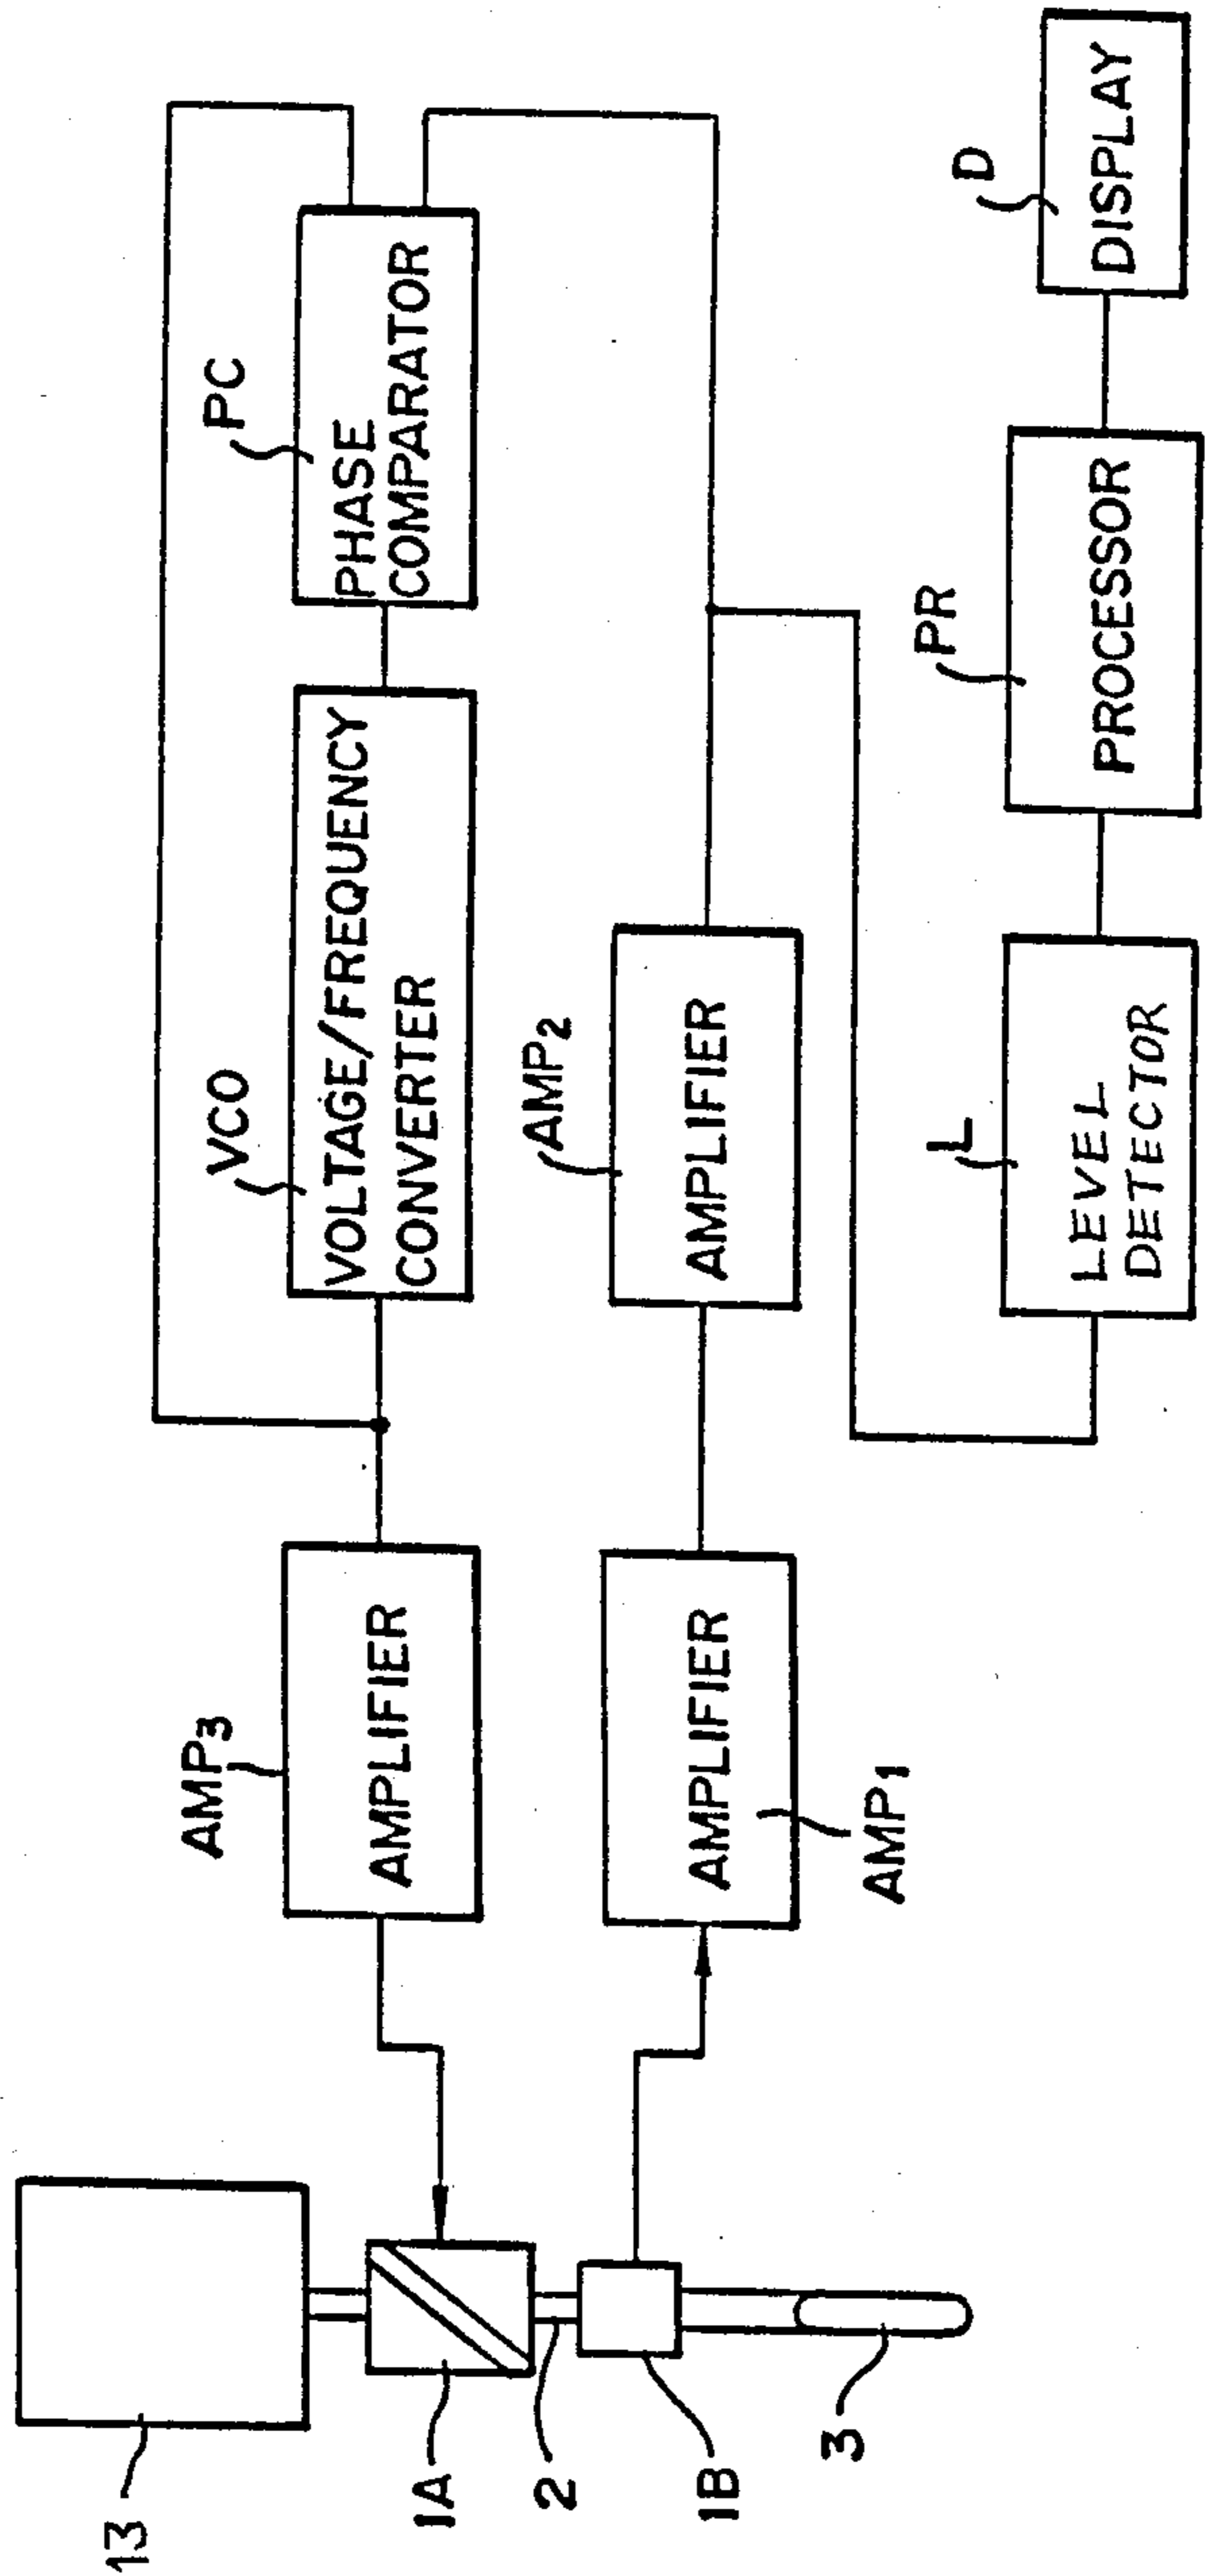 13
1A
2
1B
3
AMP3
AMPLIFIER
VCO
VOLTAGE/FREQUENCY
CONVERTER
PC
PHASE
COMPARATOR
AMPLIFIER
AMP1
AMP2
AMPLIFIER
L
LEVEL
DETECTOR
PR
PROCESSOR
D
DISPLAY